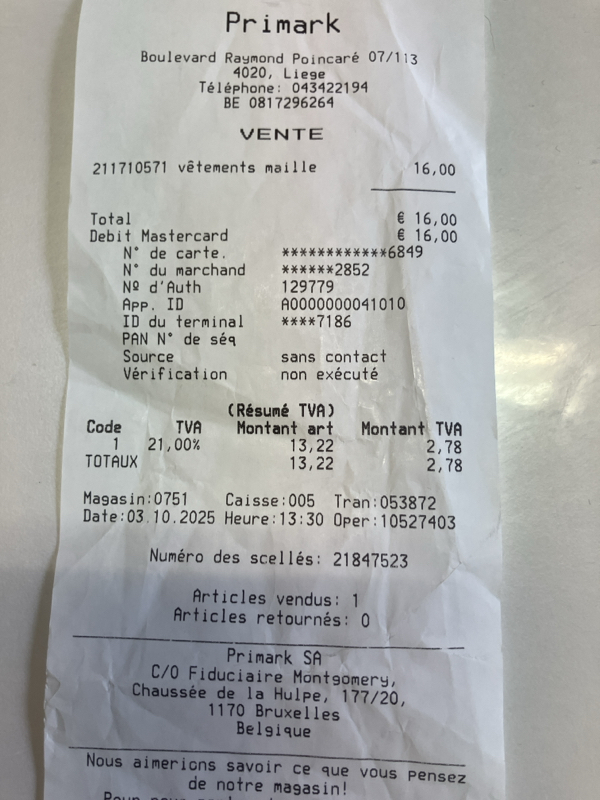 Primark
Boulevard Raymond Poincaré 07/113
4020, Liege
Téléphone: 043422194
BE 0817296264
VENTE
211710571 vêtements maille 16,00
Total € 16,00
Debit Mastercard € 16,00
N° de carte. ************6849
N° du marchand ******2852
Nº d'Auth 129779
App. ID A0000000041010
ID du terminal ****7186
PAN N° de séq
Source sans contact
Vérification non exécuté
(Résumé TVA)
Code TVA Montant art Montant TVA
1 21,00% 13,22 2,78
TOTAUX 13,22 2,78
Magasin:0751 Caisse:005 Tran:053872
Date:03.10.2025 Heure:13:30 Oper:10527403
Numéro des scellés: 21847523
Articles vendus: 1
Articles retournés: 0
Primark SA
C/O Fiduciaire Montgomery,
Chaussée de la Hulpe, 177/20,
1170 Bruxelles
Belgique
Nous aimerions savoir ce que vous pensez
de notre magasin!